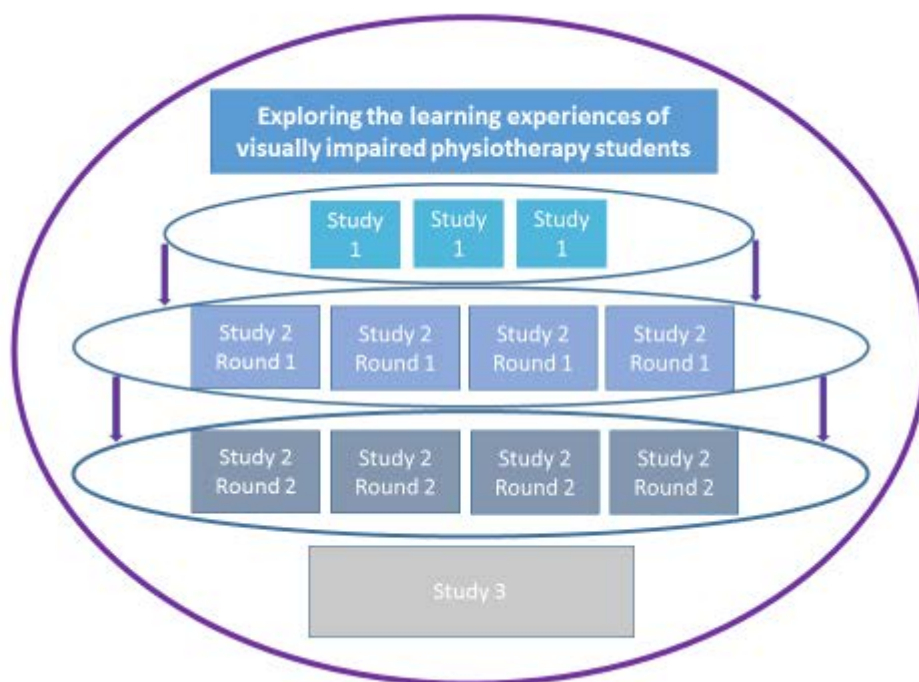 Exploring the learning experiences of
visually impaired physiotherapy students
Study
1
Study
1
Study
1
Study 2
Round 1
Study 2
Round 1
Study 2
Round 1
Study 2
Round 1
Study 2
Round 2
Study 2
Round 2
Study 2
Round 2
Study 2
Round 2
Study 3